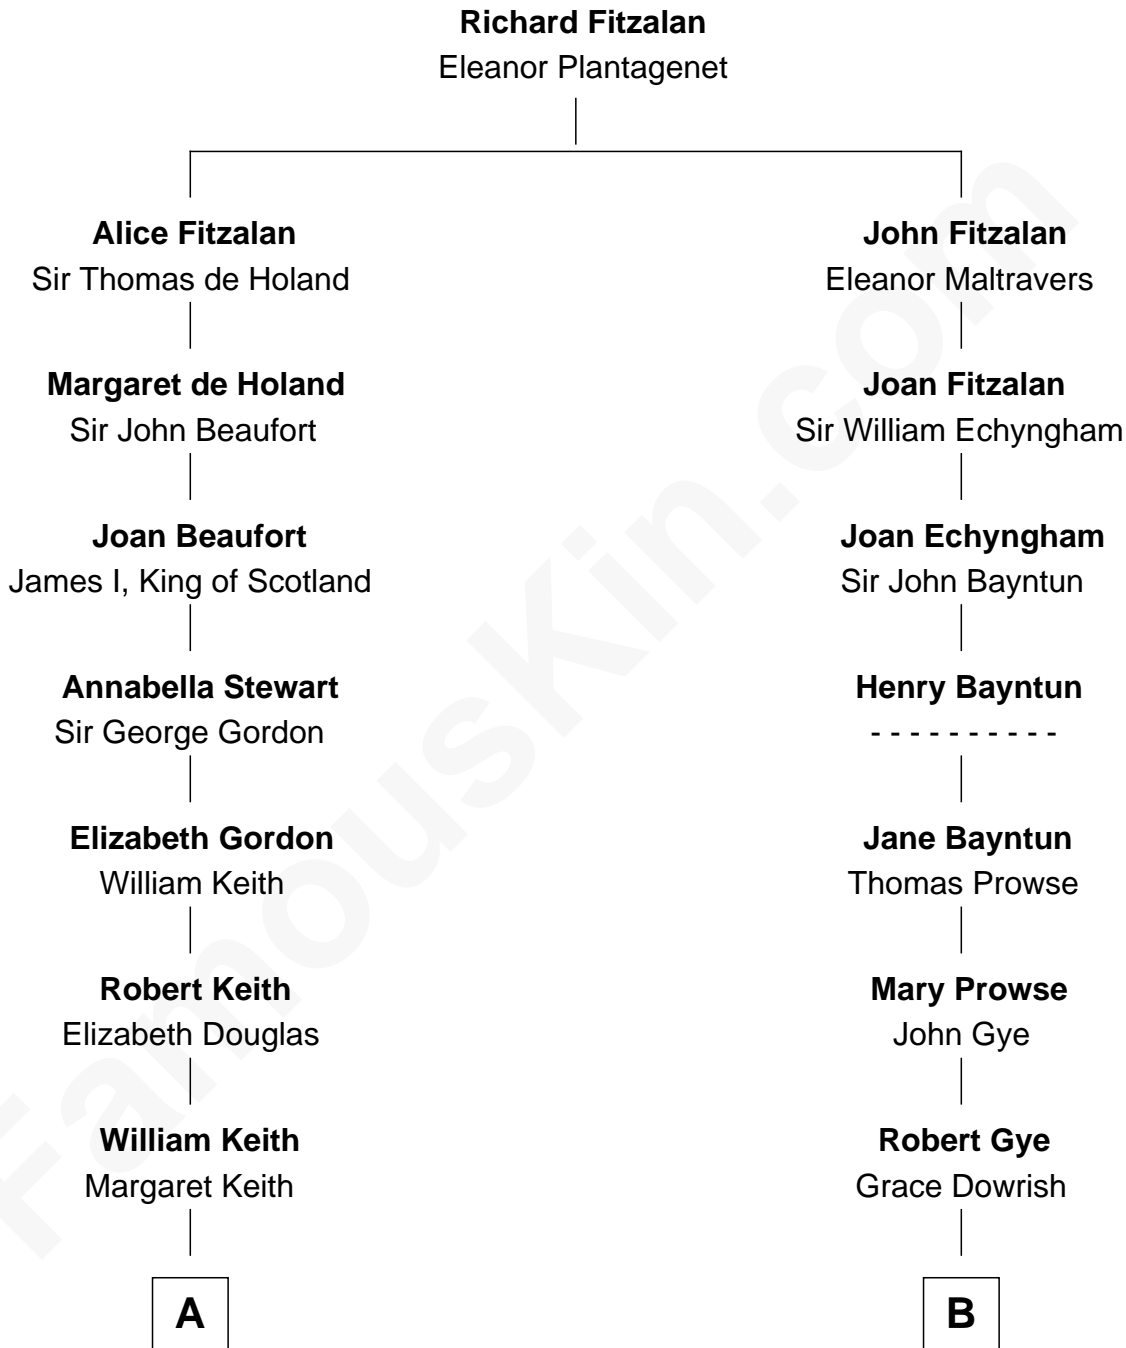 Richard Fitzalan
Eleanor Plantagenet
Alice Fitzalan
Sir Thomas de Holand
John Fitzalan
Eleanor Maltravers
Margaret de Holand
Sir John Beaufort
Joan Fitzalan
Sir William Echyngham
Joan Beaufort
James I, King of Scotland
Joan Echyngham
Sir John Bayntun
Annabella Stewart
Sir George Gordon
Henry Bayntun
- - - - - - - - - -
Elizabeth Gordon
William Keith
Jane Bayntun
Thomas Prowse
Robert Keith
Elizabeth Douglas
Mary Prowse
John Gye
William Keith
Margaret Keith
Robert Gye
Grace Dowrish
A
B
FamousKin.com